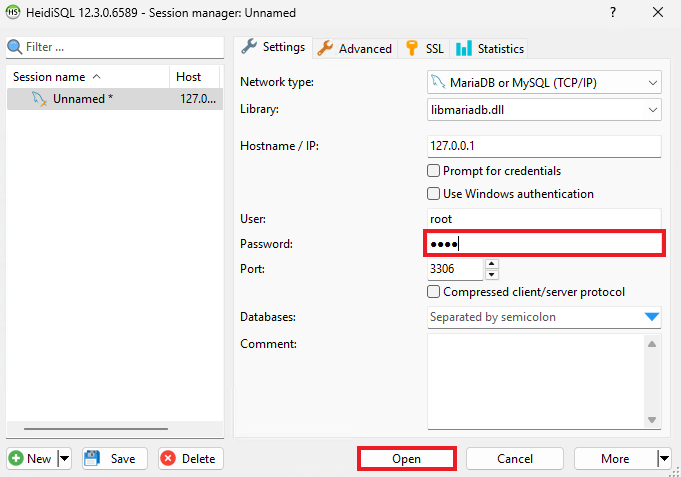 HS HeidiSQL 12.3.0.6589 - Session manager: Unnamed ?
Filter ...
Session name Host
Unnamed * 127.0...
Settings Advanced SSL Statistics
Network type: MariaDB or MySQL (TCP/IP)
Library: libmariadb.dll
Hostname / IP: 127.0.0.1
Prompt for credentials
Use Windows authentication
User: root
Password: ●●●●
Port: 3306
Compressed client/server protocol
Databases: Separated by semicolon
Comment:
New Save Delete Open Cancel More